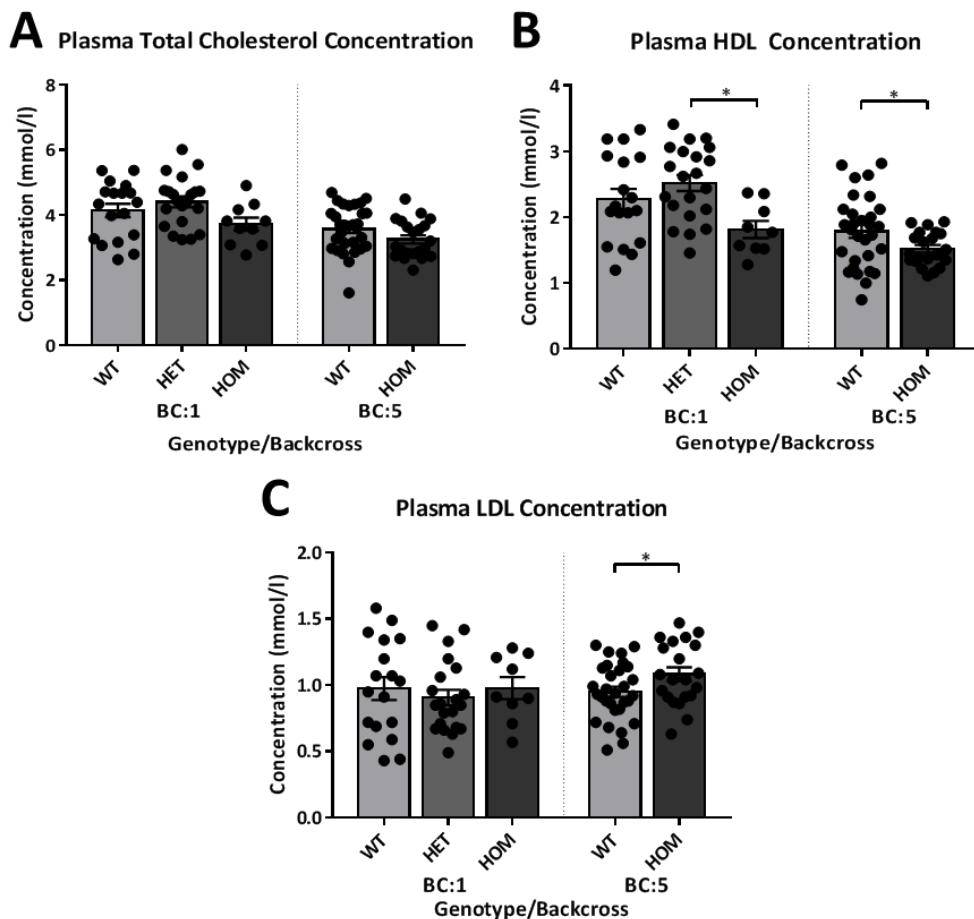 A Plasma Total Cholesterol Concentration
Concentration (mmol/l)
8
6
4
2
0
WT HET HOM WT HOM
BC:1 BC:5
Genotype/Backcross
B Plasma HDL Concentration
Concentration (mmol/l)
4
3
2
1
0
* *
WT HET HOM WT HOM
BC:1 BC:5
Genotype/Backcross
C Plasma LDL Concentration
Concentration (mmol/l)
2.0
1.5
1.0
0.5
0.0
*
WT HET HOM WT HOM
BC:1 BC:5
Genotype/Backcross